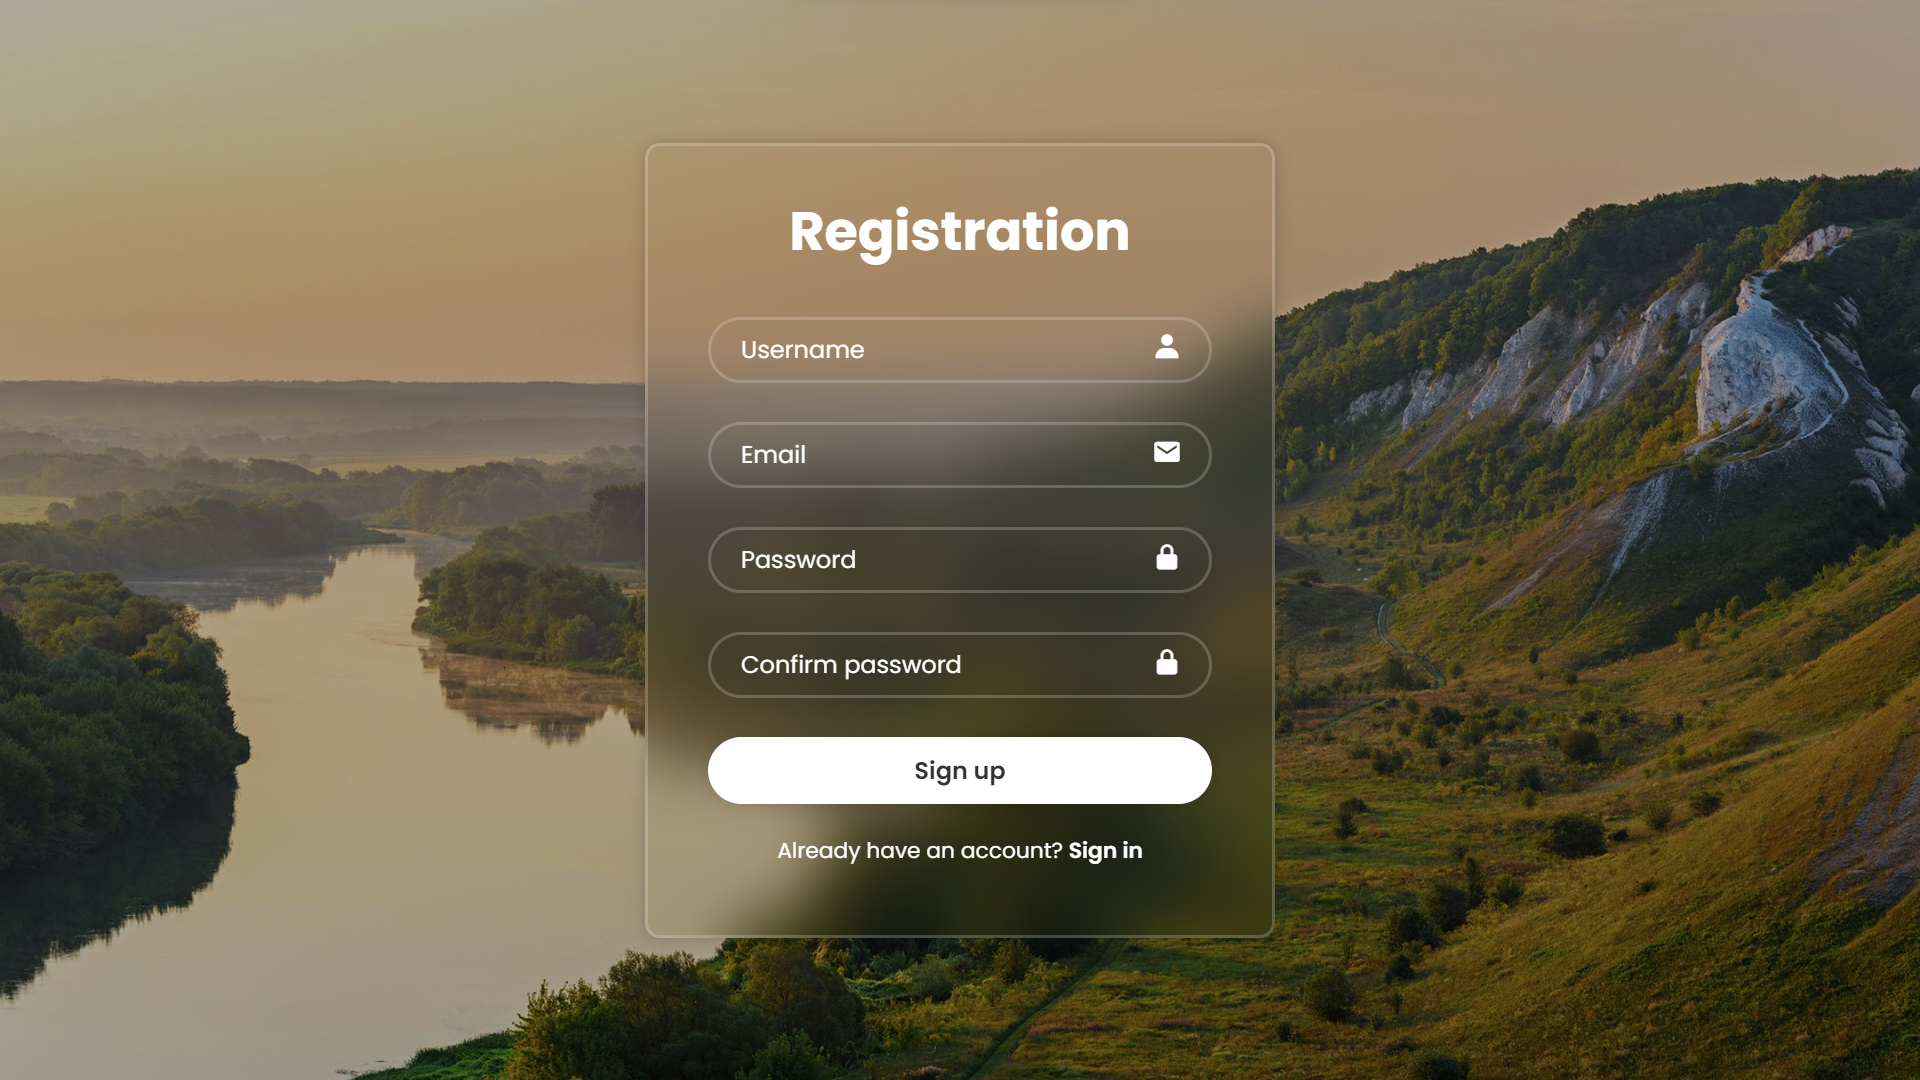 Registration
Username
Email
Password
Confirm password
Sign up
Already have an account? Sign in